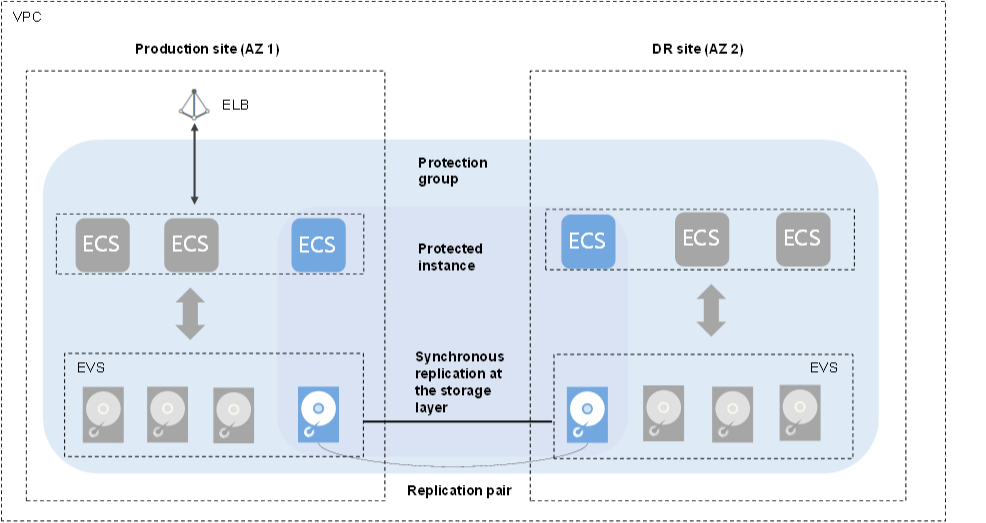 VPC
Production site (AZ 1)
DR site (AZ 2)
ELB
Protection
group
ECS
ECS
ECS
Protected
instance
ECS
ECS
ECS
EVS
Synchronous
replication at
the storage
layer
EVS
Replication pair